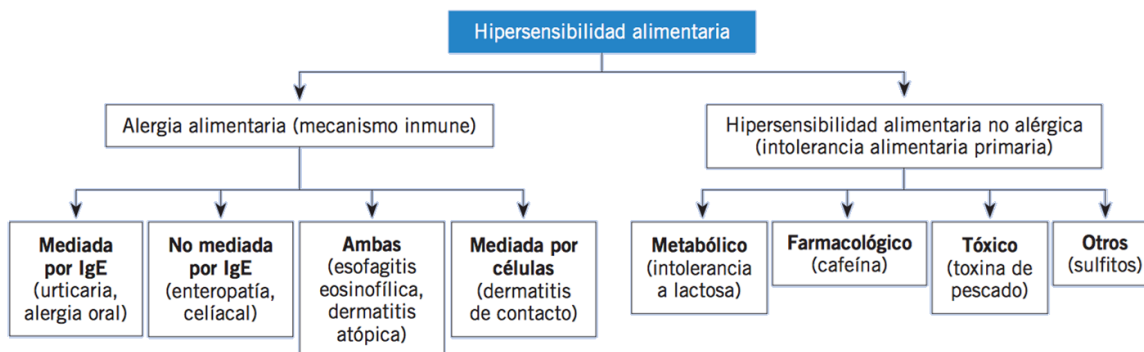 Hipersensibilidad alimentaria
Alergia alimentaria (mecanismo inmune)
Hipersensibilidad alimentaria no alérgica
(intolerancia alimentaria primaria)
Mediada
por IgE
(urticaria,
alergia oral)
No mediada
por IgE
(enteropatía,
celíacal)
Ambas
(esofagitis
eosinofílica,
dermatitis
atópica)
Mediada por
células
(dermatitis
de contacto)
Metabólico
(intolerancia
a lactosa)
Farmacológico
(cafeína)
Tóxico
(toxina de
pescado)
Otros
(sulfitos)